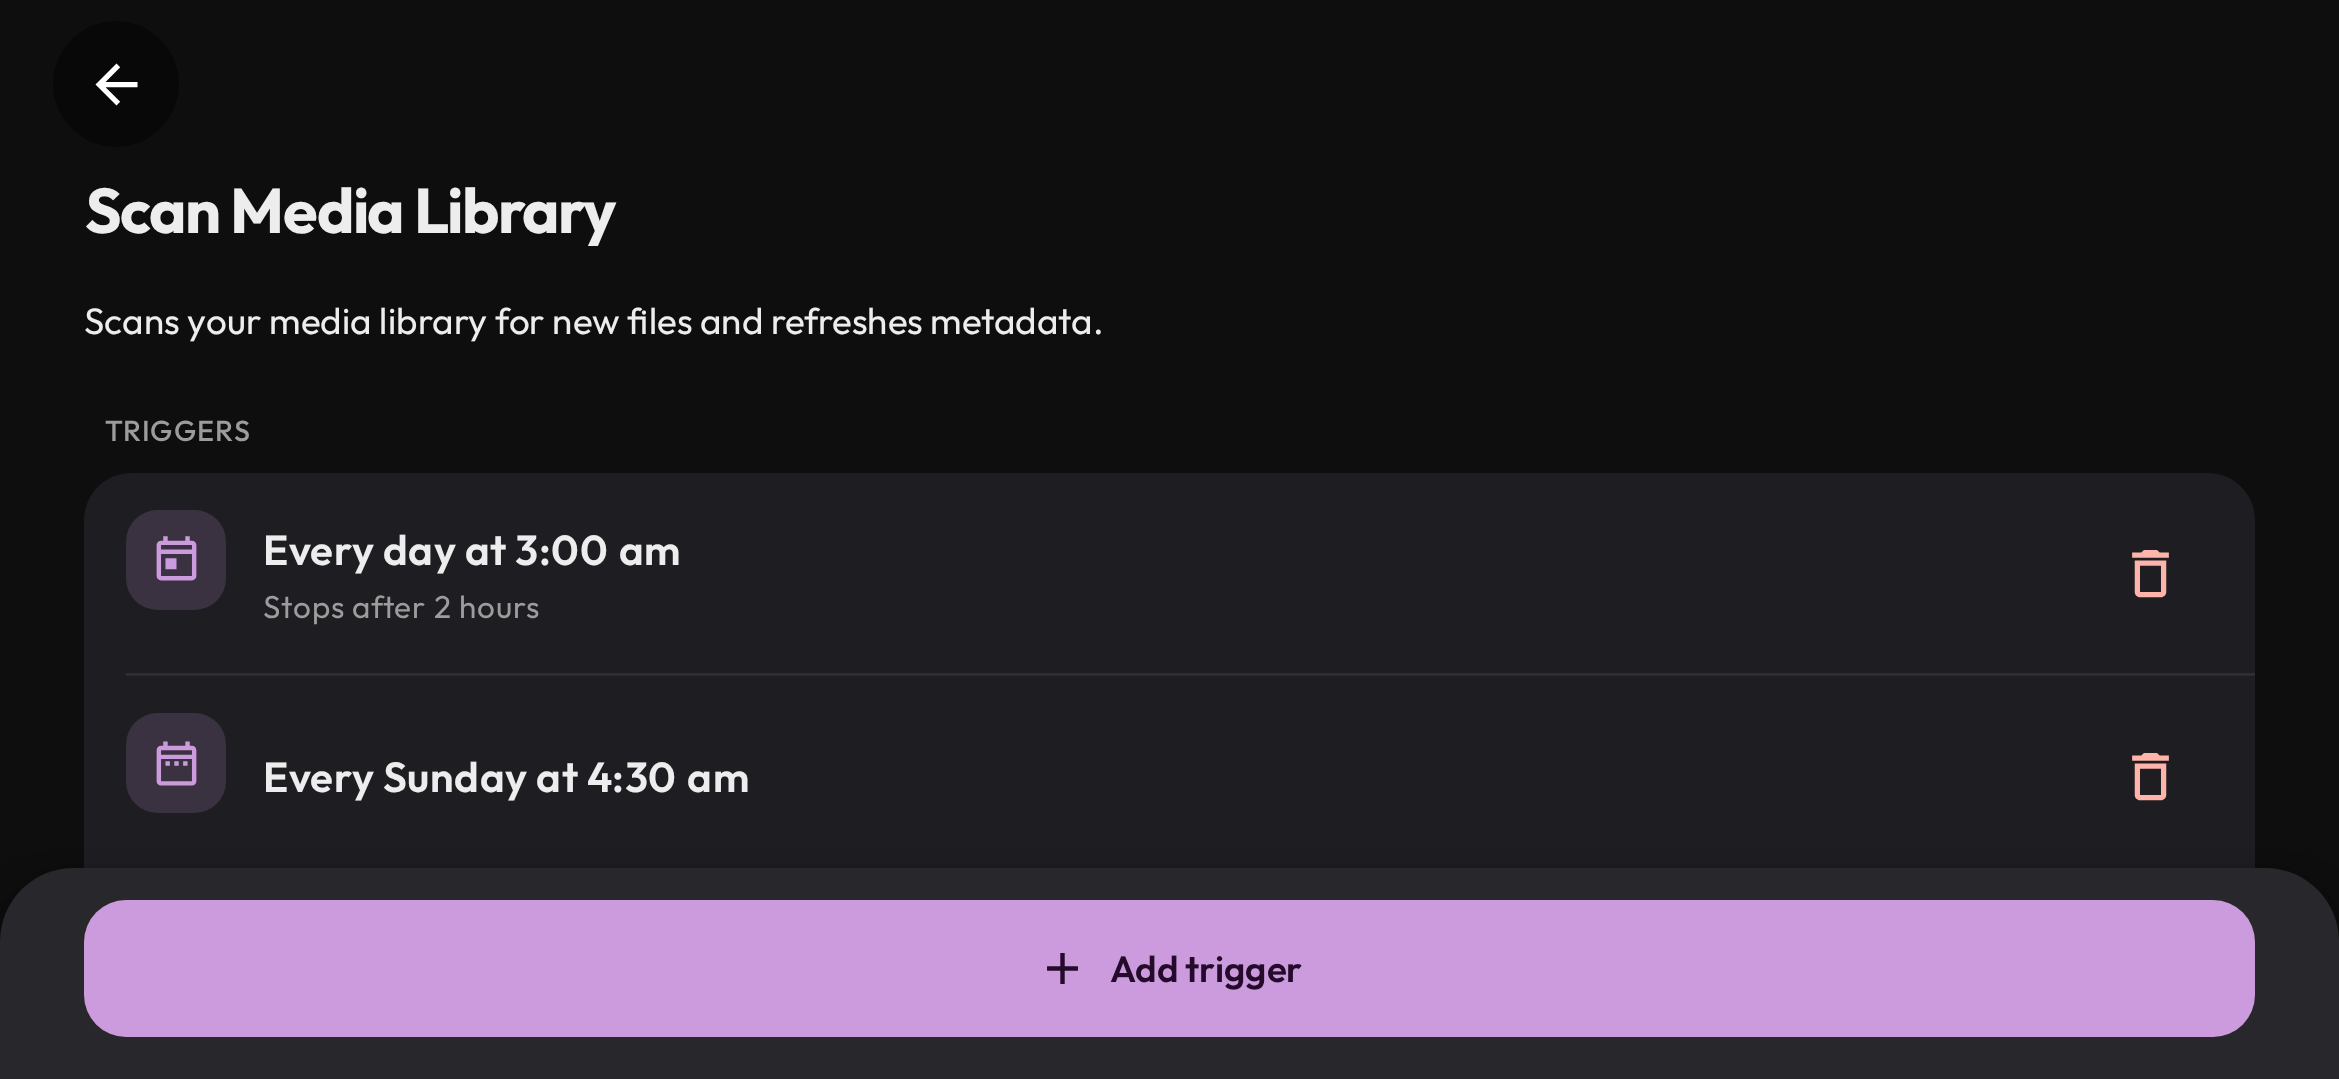 Scan Media Library
Scans your media library for new files and refreshes metadata.
TRIGGERS
Every day at 3:00 am
Stops after 2 hours
Every Sunday at 4:30 am
Add trigger